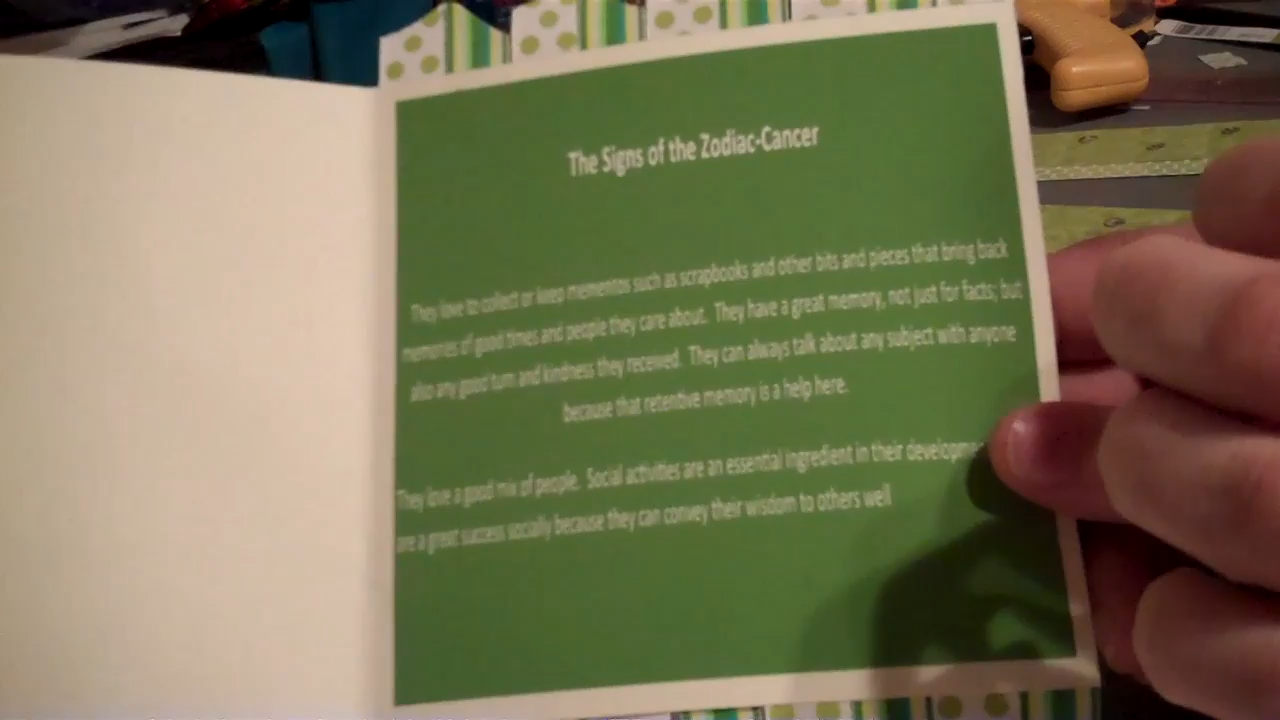 The Signs of the Zodiac-Cancer
They love to collect or keep mementos such as scrapbooks and other bits and pieces that bring back
memories of good times and people they care about. They have a great memory, not just for facts; but
also any good turn and kindness they received. They can always talk about any subject with anyone
because that retentive memory is a help here.
They love a good mix of people. Social activities are an essential ingredient in their
are a great success socially because they can convey their wisdom to others well